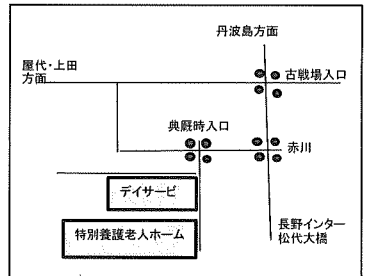 丹波島方面
屋代・上田
方面
古戦場入口
典厩時入口
赤川
デイサービ
特別養護老人ホーム
長野インター
松代大橋